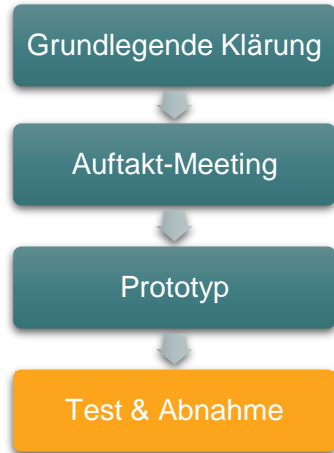 Grundlegende Klärung
Auftakt-Meeting
Prototyp
Test & Abnahme